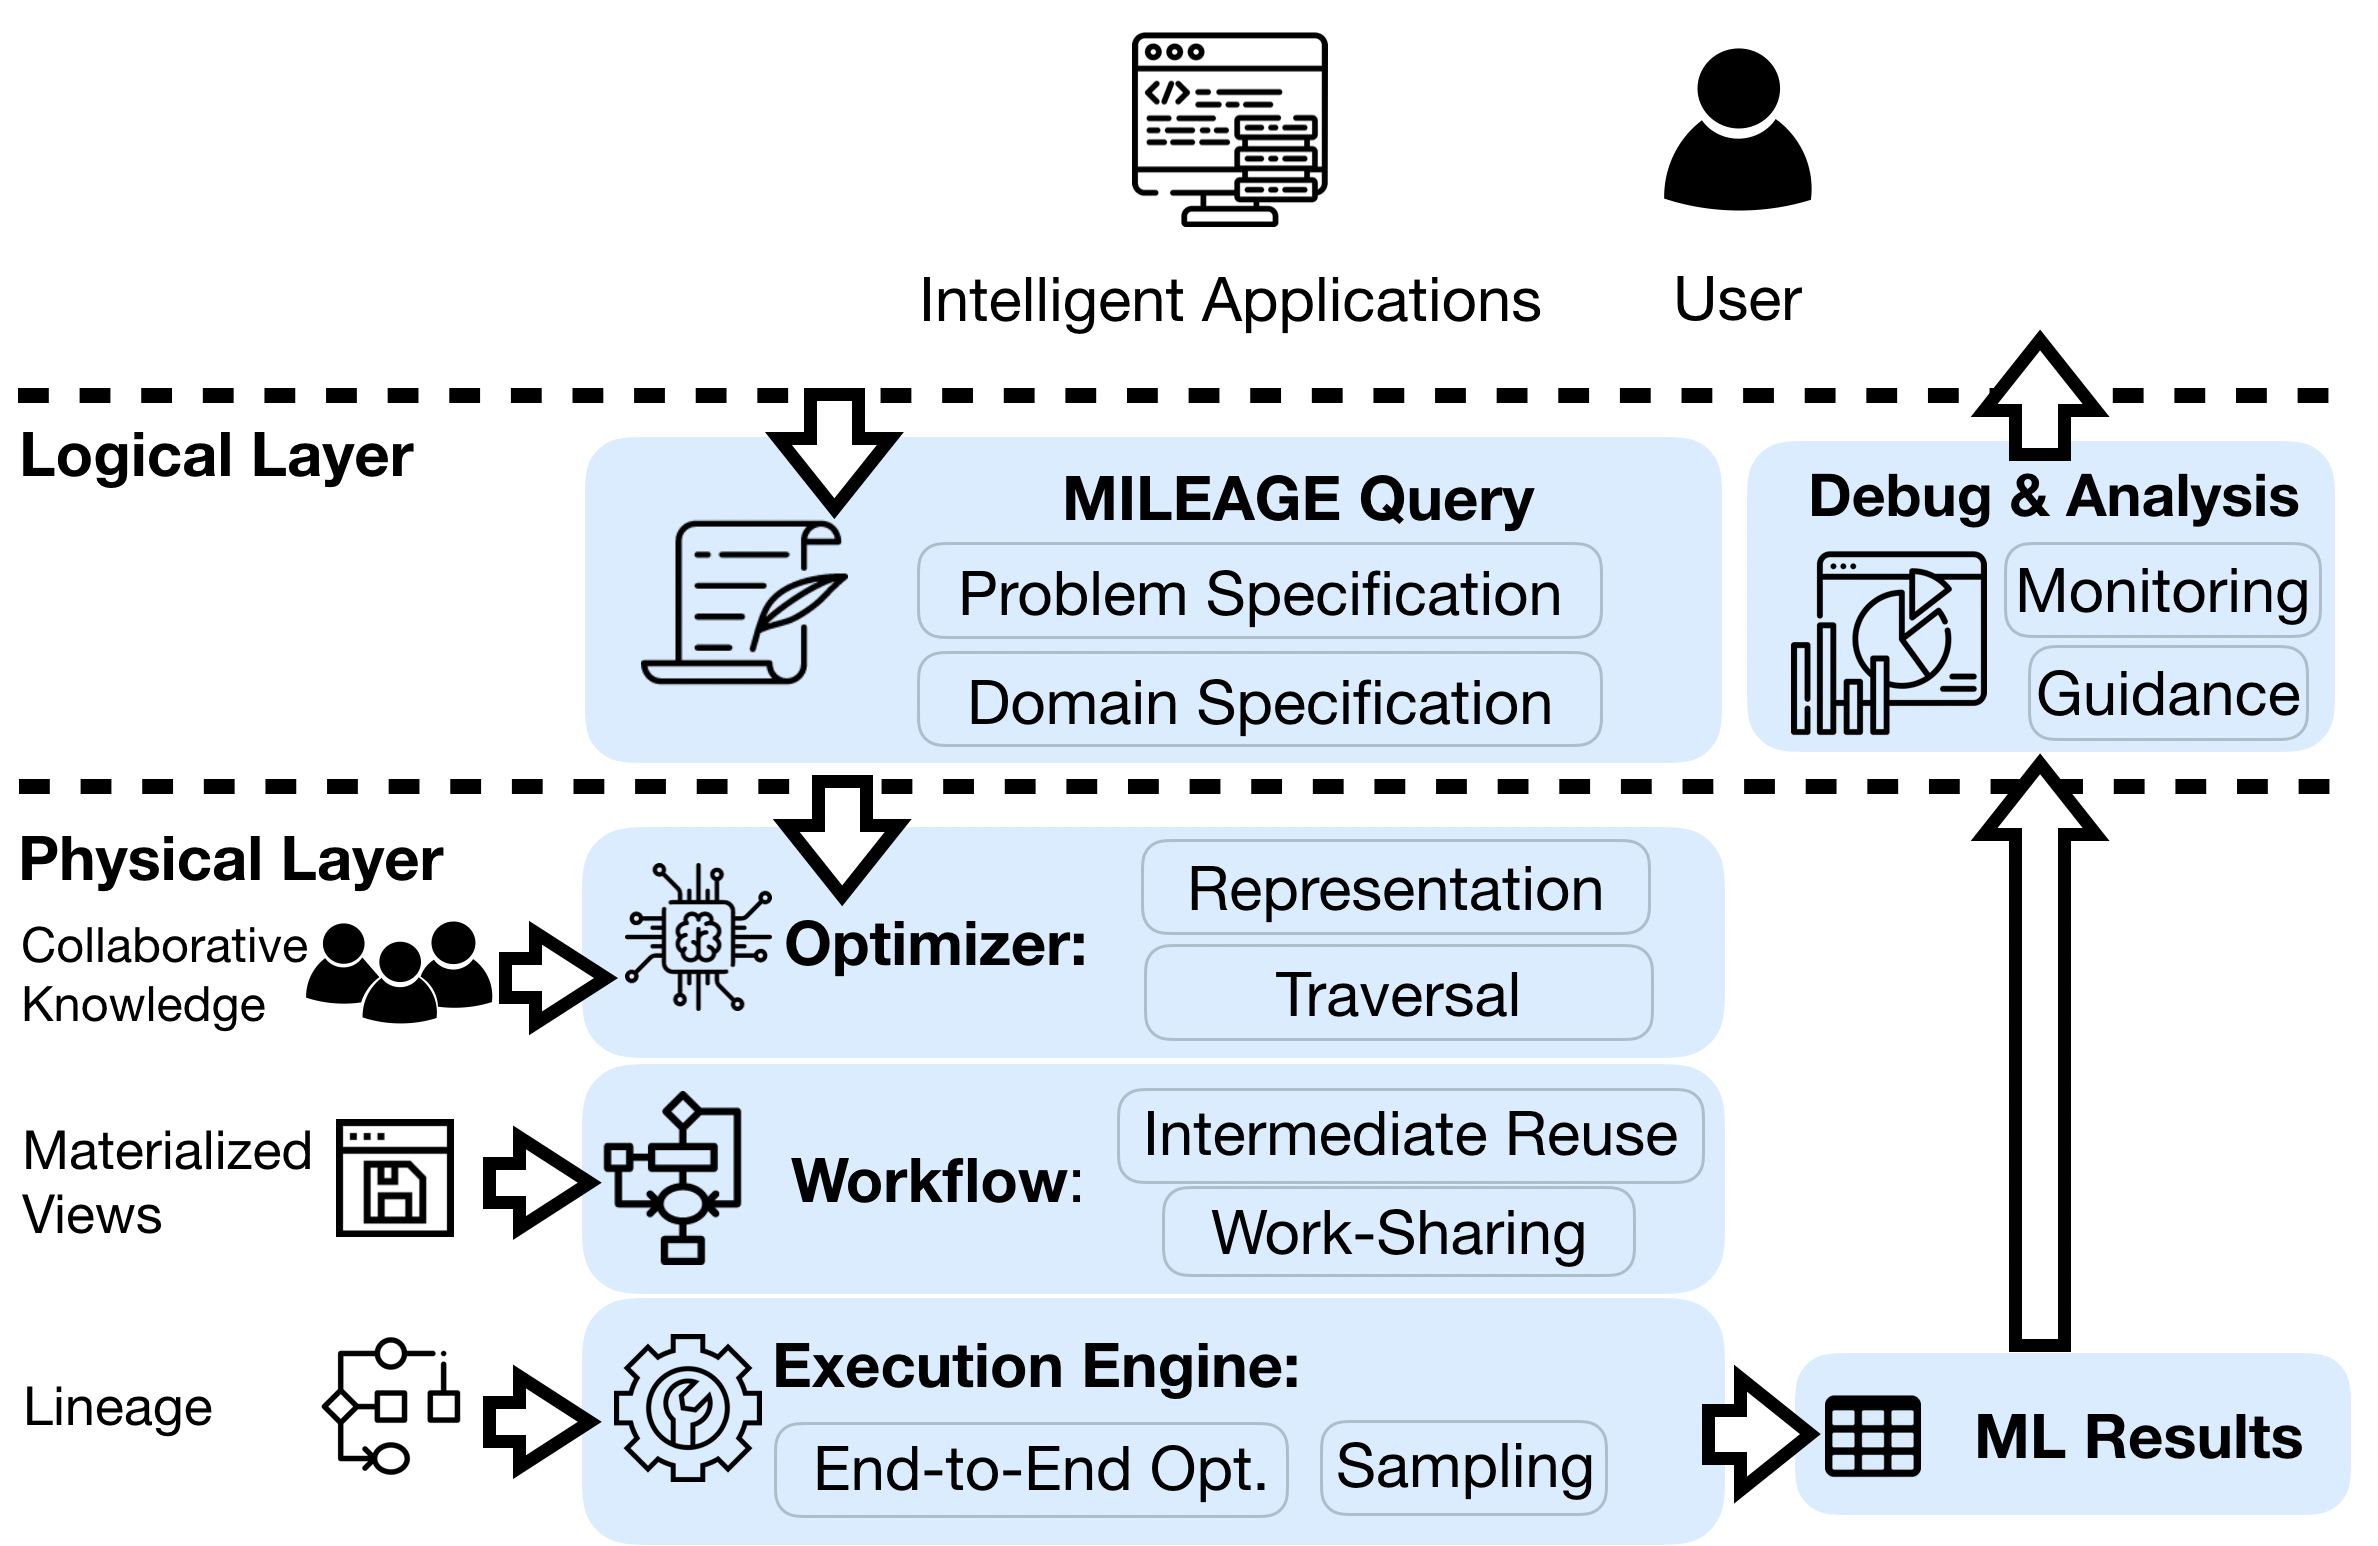 Intelligent Applications
User
Logical Layer
MILEAGE Query
Problem Specification
Domain Specification
Debug & Analysis
Monitoring
Guidance
Physical Layer
Collaborative
Knowledge
Optimizer:
Representation
Traversal
Materialized
Views
Workflow:
Intermediate Reuse
Work-Sharing
Lineage
Execution Engine:
End-to-End Opt.
Sampling
ML Results